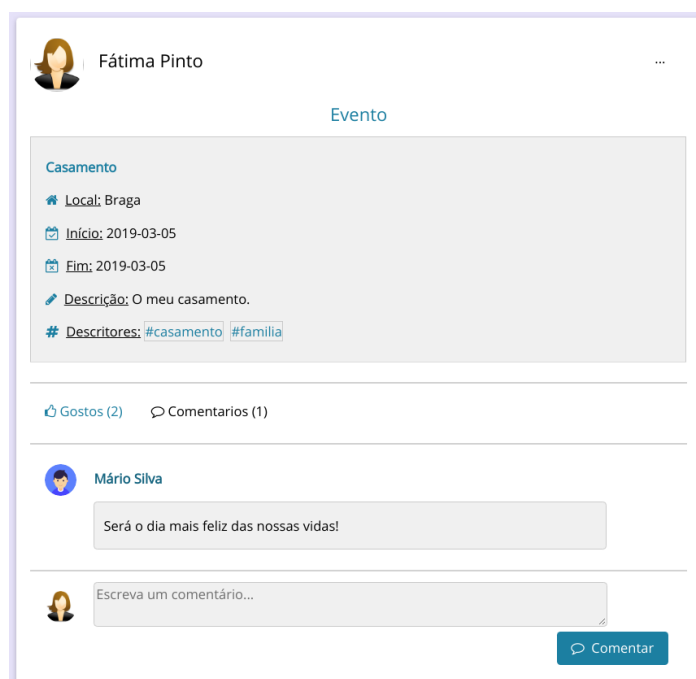 Fátima Pinto
...
Evento
Casamento
Local: Braga
Início: 2019-03-05
Fim: 2019-03-05
Descrição: O meu casamento.
# Descritores: #casamento #familia
Gostos (2) Comentarios (1)
Mário Silva
Será o dia mais feliz das nossas vidas!
Escreva um comentário...
Comentar